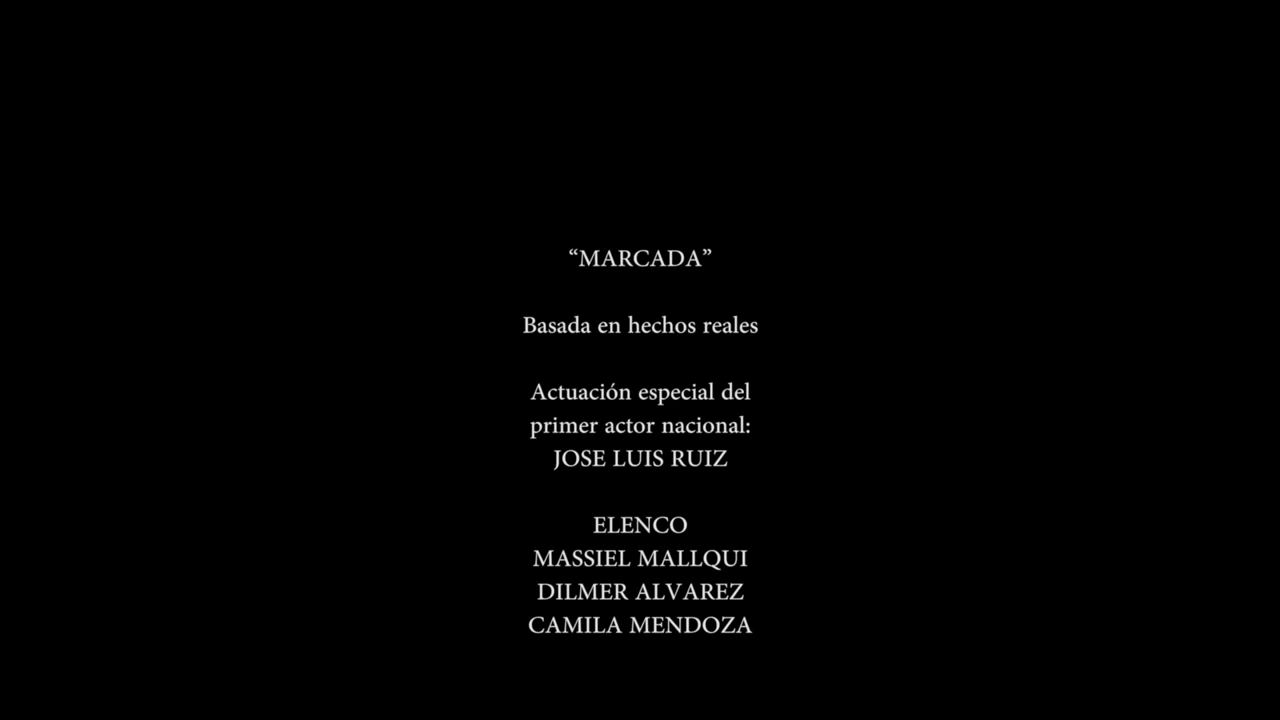 “MARCADA”
Basada en hechos reales
Actuación especial del
primer actor nacional:
JOSE LUIS RUIZ
ELENCO
MASSIEL MALLQUI
DILMER ALVAREZ
CAMILA MENDOZA